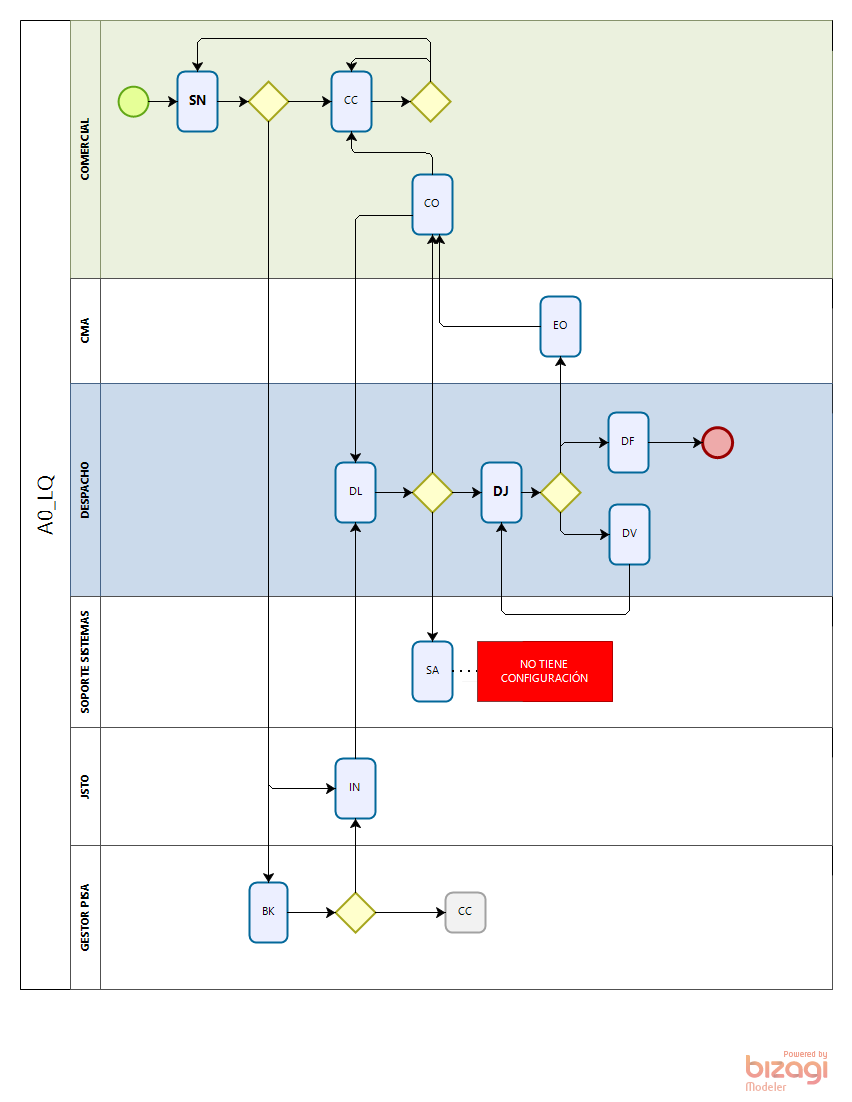 A0_LQ
COMERCIAL
SN
CC
CO
CMA
EO
DESPACHO
DL
DJ
DF
DV
SOPORTE SISTEMAS
SA
NO TIENE
CONFIGURACIÓN
JSTO
IN
GESTOR PISA
BK
CC
Powered by
bizagi
Modeler